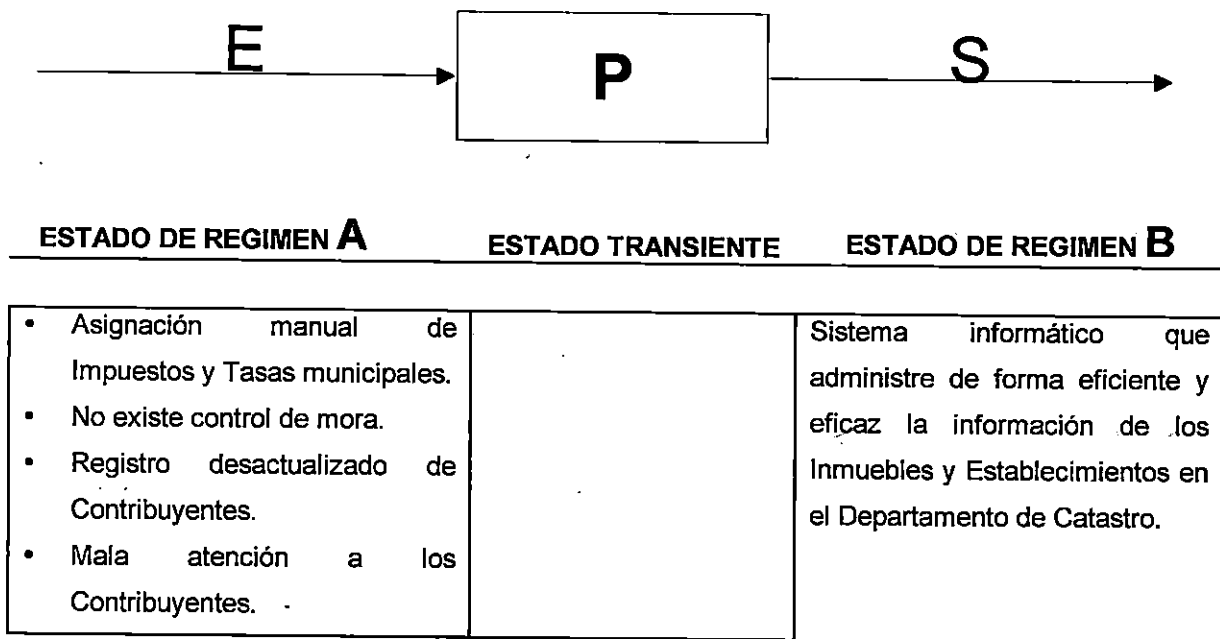 E
P
S
ESTADO DE REGIMEN A
ESTADO TRANSIENTE
ESTADO DE REGIMEN B
• Asignación manual de
Impuestos y Tasas municipales.
• No existe control de mora.
• Registro desactualizado de
Contribuyentes.
• Mala atención a los
Contribuyentes.
Sistema informático que
administre de forma eficiente y
eficaz la información de los
Inmuebles y Establecimientos en
el Departamento de Catastro.